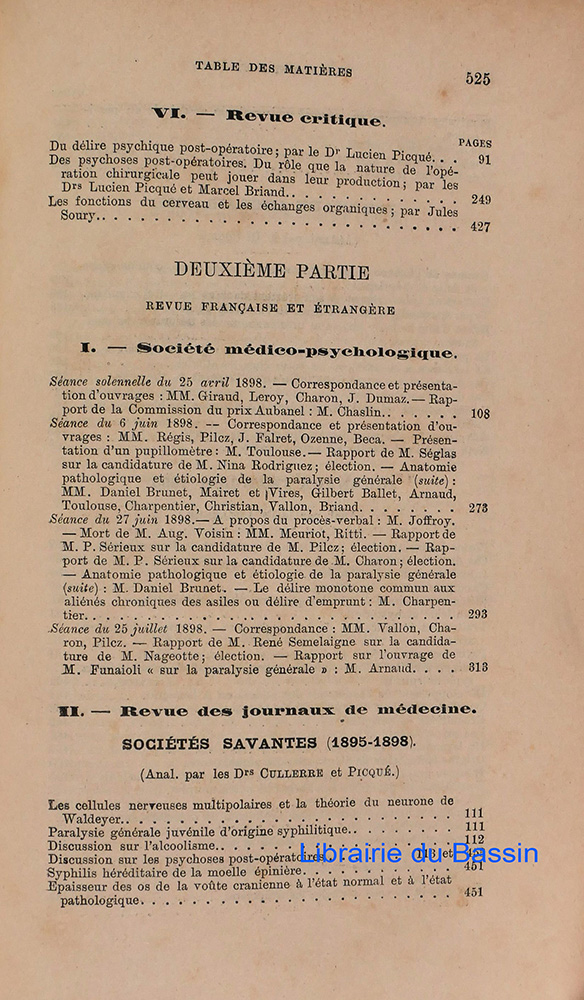 TABLE DES MATIÈRES
525
VI. — Revue critique.
PAGES
Du délire psychique post-opératoire; par le Dr Lucien Picqué. . . 91
Des psychoses post-opératoires. Du rôle que la nature de l'opé-
ration chirurgicale peut jouer dans leur production; par les
Drs Lucien Picqué et Marcel Briand. . . . . . . . . . . . 249
Les fonctions du cerveau et les échanges organiques; par Jules
Soury. . . . . . . . . . . . . . . . . . . . . . . . 427
DEUXIÈME PARTIE
REVUE FRANÇAISE ET ÉTRANGÈRE
I. — Société médico-psychologique.
Séance solennelle du 25 avril 1898. — Correspondance et présenta-
tion d'ouvrages : MM. Giraud, Leroy, Charon, J. Dumaz. — Rap-
port de la Commission du prix Aubanel : M. Chaslin. . . . . . . 108
Séance du 6 juin 1898. -- Correspondance et présentation d'ou-
vrages : MM. Régis, Pilcz, J. Falret, Ozenne, Beca. — Présen-
tation d'un pupillomètre : M. Toulouse. — Rapport de M. Séglas
sur la candidature de M. Nina Rodriguez; élection. — Anatomie
pathologique et étiologie de la paralysie générale (suite) :
MM. Daniel Brunet, Mairet et Vires, Gilbert Ballet, Arnaud,
Toulouse, Charpentier, Christian, Vallon, Briand. . . . . . . . 273
Séance du 27 juin 1898. — A propos du procès-verbal : M. Joffroy.
— Mort de M. Aug. Voisin : MM. Meuriot, Ritti. — Rapport de
M. P. Sérieux sur la candidature de M. Pilcz; élection. — Rap-
port de M. P. Sérieux sur la candidature de M. Charon; élection.
— Anatomie pathologique et étiologie de la paralysie générale
(suite) : M. Daniel Brunet. — Le délire monotone commun aux
aliénés chroniques des asiles ou délire d'emprunt : M. Charpen-
tier. . . . . . . . . . . . . . . . . . . . . . . . . 293
Séance du 25 juillet 1898. — Correspondance : MM. Vallon, Cha-
ron, Pilcz. — Rapport de M. René Semelaigne sur la candida-
ture de M. Nageotte; élection. — Rapport sur l'ouvrage de
M. Funaioli « sur la paralysie générale » : M. Arnaud. . . . 313
II. — Revue des journaux de médecine.
SOCIÉTÉS SAVANTES (1895-1898).
(Anal. par les Drs CULLERRE et PICQUÉ.)
Les cellules nerveuses multipolaires et la théorie du neurone de
Waldeyer. . . . . . . . . . . . . . . . . . . . . . . 111
Paralysie générale juvénile d'origine syphilitique. . . . . . . . . 111
Discussion sur l'alcoolisme. . . . . . . . . . . . . . . . . 112
Discussion sur les psychoses post-opératoires. . . . . . . et
Syphilis héréditaire de la moelle épinière. . . . . . . . . . . . 451
Epaisseur des os de la voûte cranienne à l'état normal et à l'état
pathologique. . . . . . . . . . . . . . . . . . . . . . 451
Librairie du Bassin